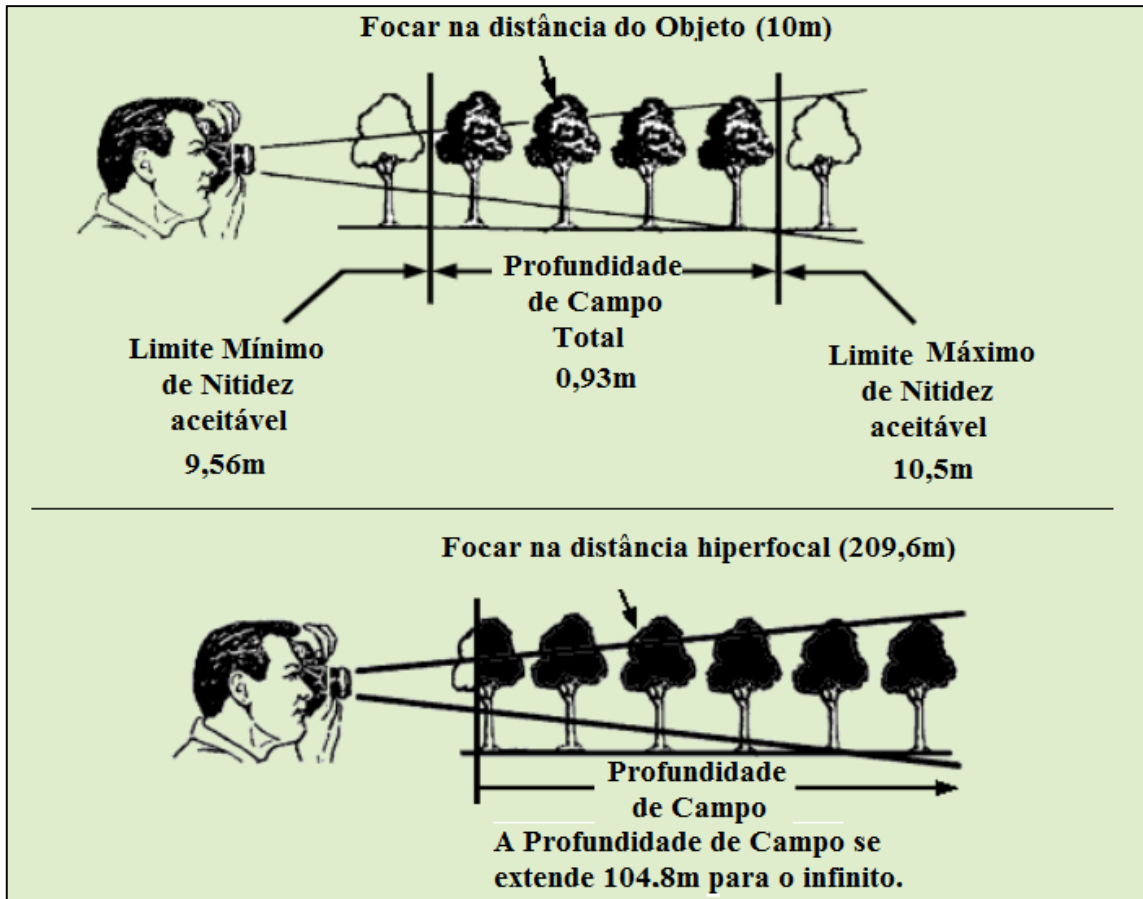 Focar na distância do Objeto (10m)
Profundidade
de Campo
Total
0,93m
Limite Mínimo
de Nitidez
aceitável
9,56m
Limite Máximo
de Nitidez
aceitável
10,5m
Focar na distância hiperfocal (209,6m)
Profundidade
de Campo
A Profundidade de Campo se
extende 104.8m para o infinito.